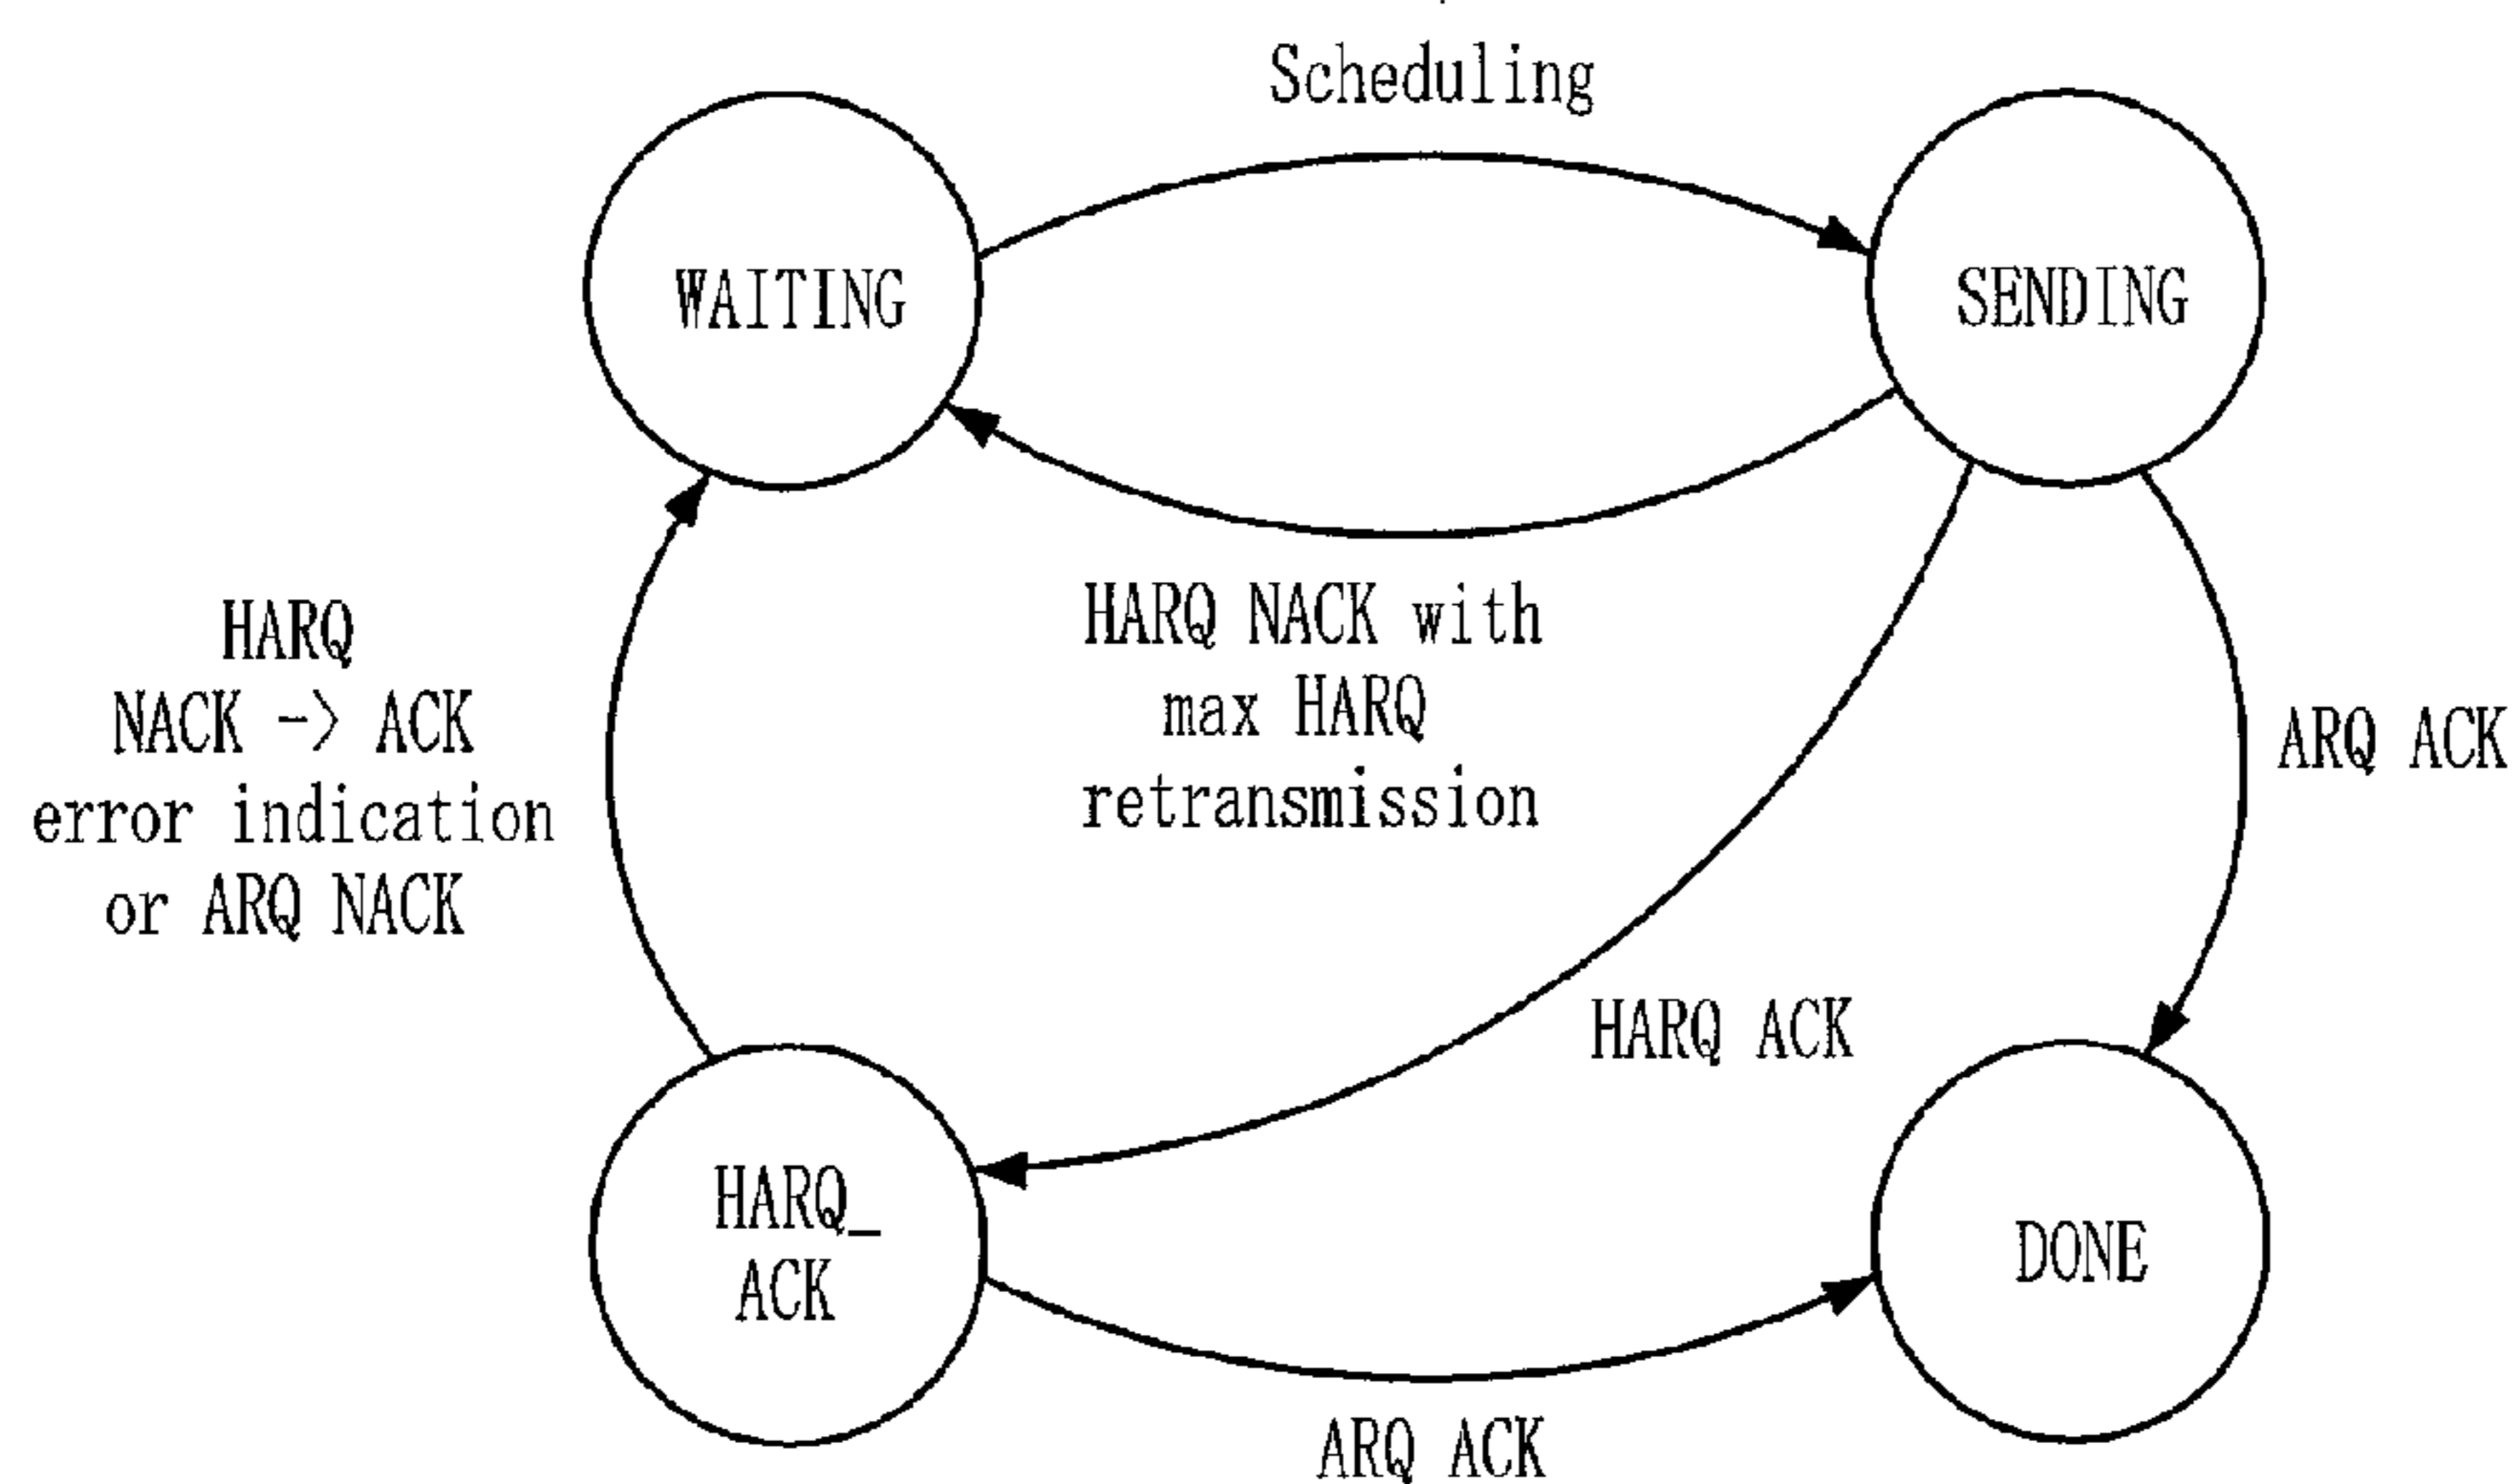 Scheduling
WAITING
SENDING
HARQ
NACK -> ACK
error indication
or ARQ NACK
HARQ NACK with
max HARQ
retransmission
ARQ ACK
HARQ ACK
HARQ_
ACK
DONE
ARQ ACK